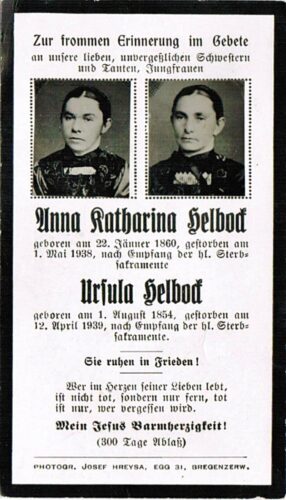 Zur frommen Erinnerung im Gebete
an unsere lieben, unvergeßlichen Schwestern
und Tanten, Jungfrauen
Anna Katharina Helbock
geboren am 22. Jänner 1860, gestorben am
1. Mai 1938, nach Empfang der hl. Sterb-
sakramente
Ursula Helbock
geboren am 1. August 1854, gestorben am
12. April 1939, nach Empfang der hl. Sterb-
sakramente.
Sie ruhen in Frieden!
Wer im Herzen seiner Lieben lebt,
ist nicht tot, sondern nur fern, tot
ist nur, wer vergessen wird.
Mein Jesus Barmherzigkeit!
(300 Tage Ablaß)
PHOTOGR. JOSEF HREYSA, EGG 31, BREGENZERW.